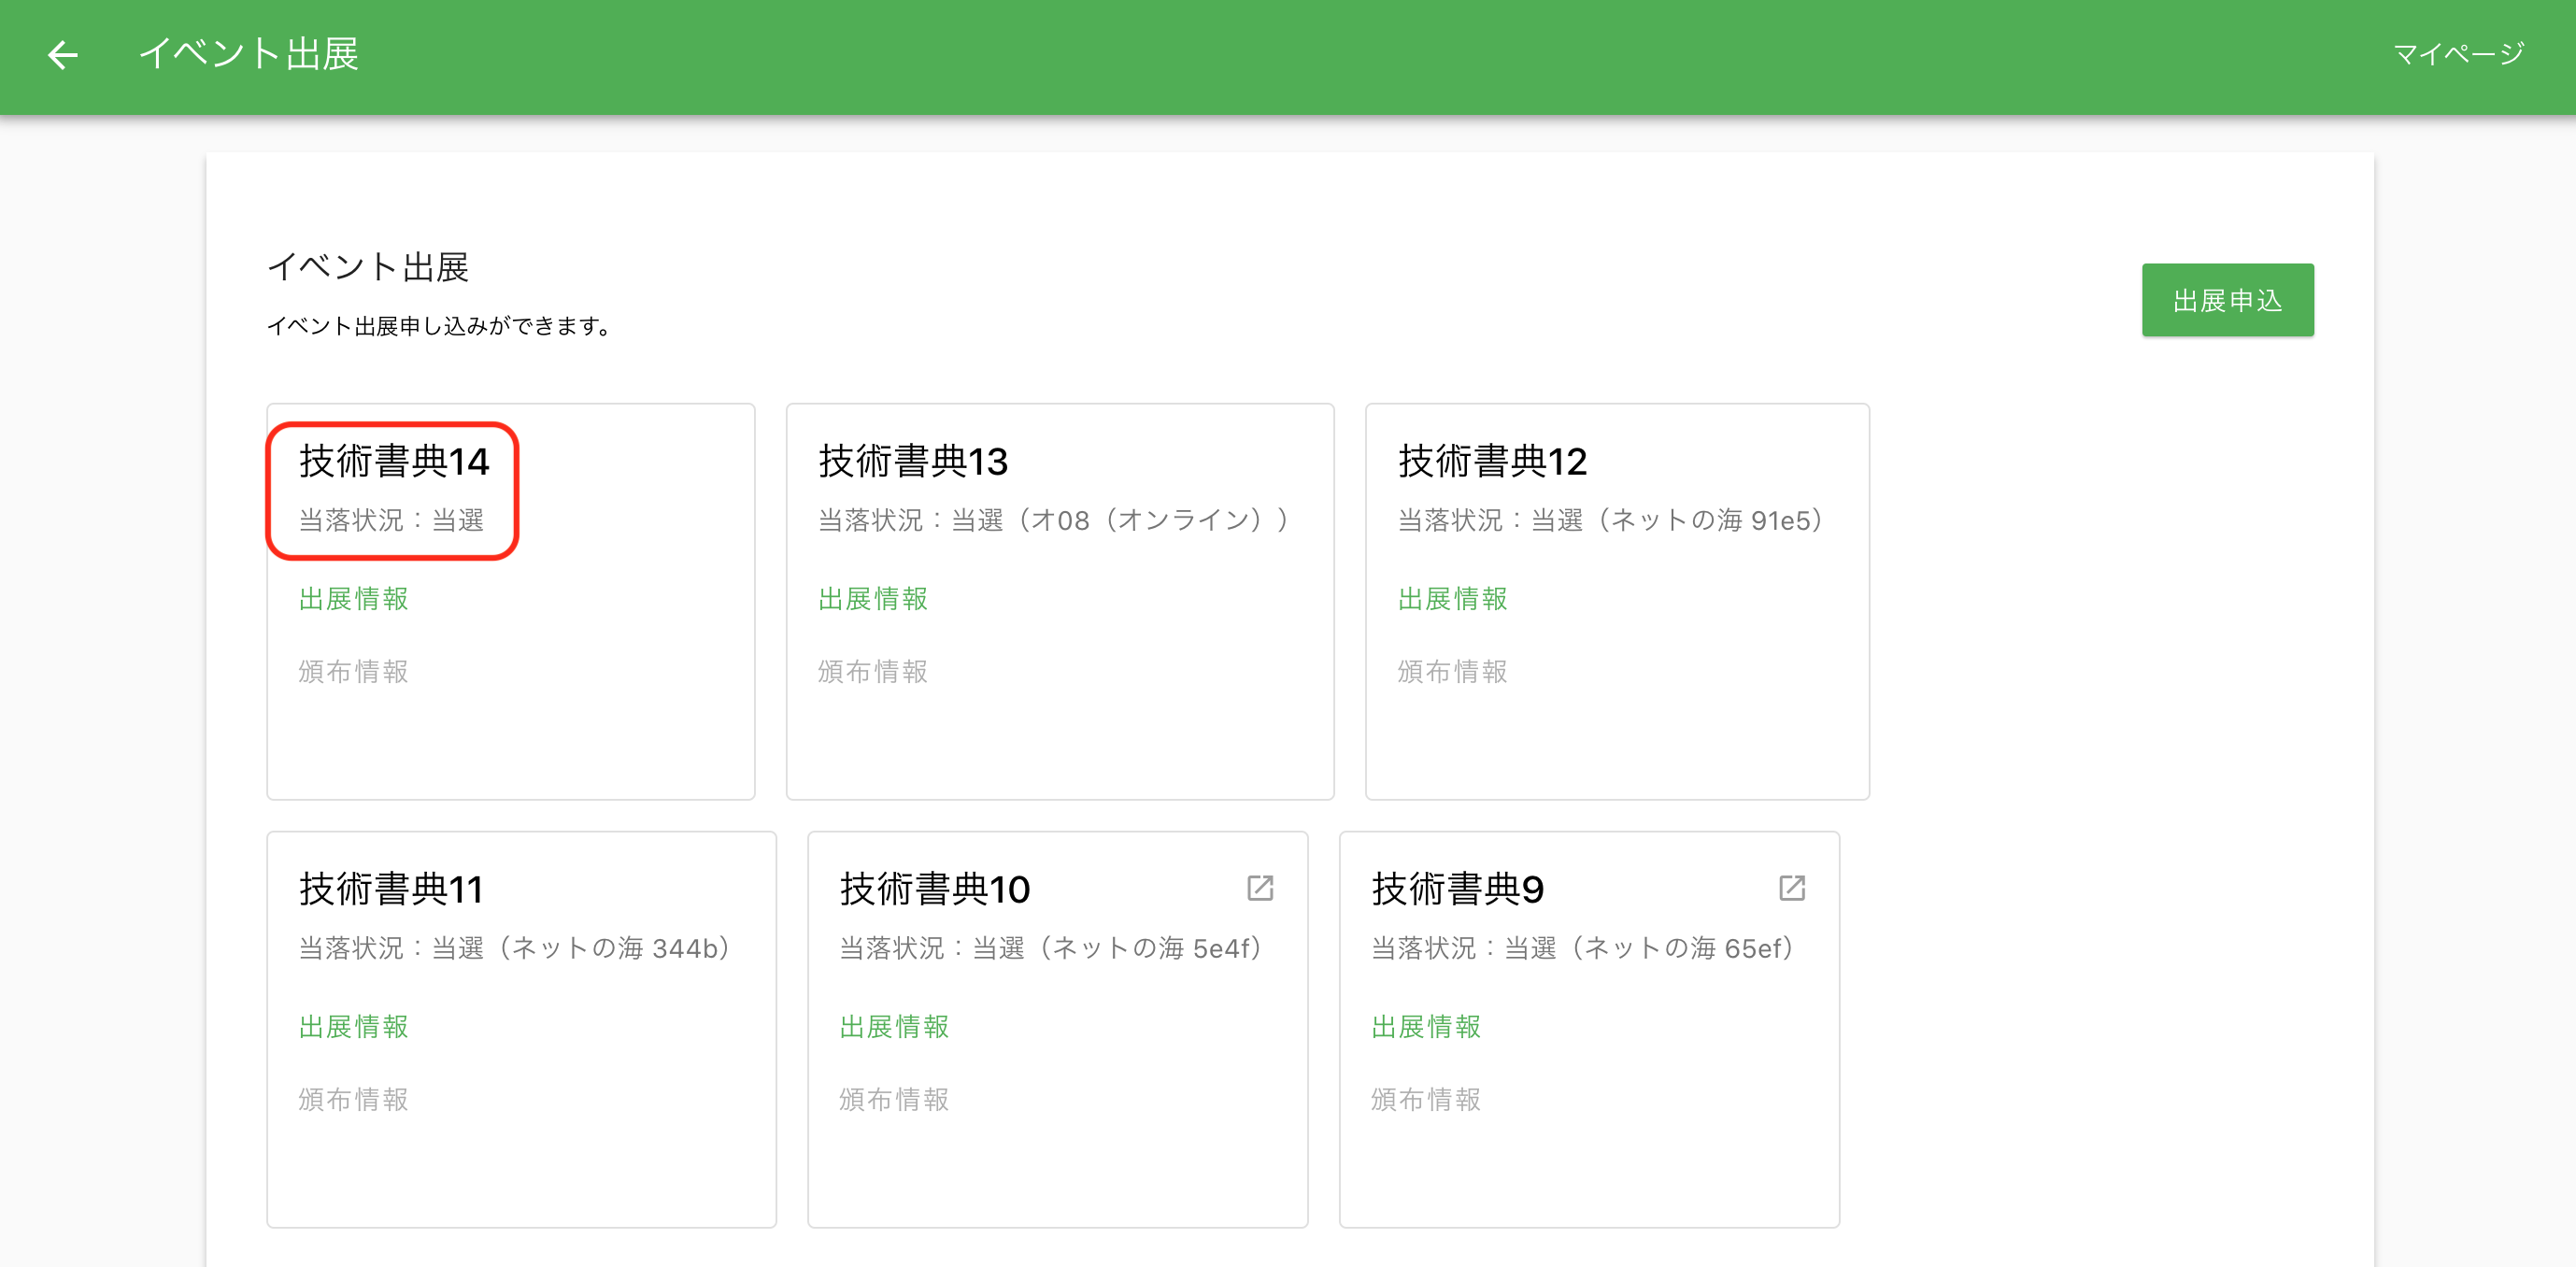 イベント出展
マイページ
イベント出展
イベント出展申し込みができます。
出展申込
技術書典14
当落状況：当選
出展情報
頒布情報
技術書典13
当落状況：当選（オ08（オンライン））
出展情報
頒布情報
技術書典12
当落状況：当選（ネットの海 91e5）
出展情報
頒布情報
技術書典11
当落状況：当選（ネットの海 344b）
出展情報
頒布情報
技術書典10
当落状況：当選（ネットの海 5e4f）
出展情報
頒布情報
技術書典9
当落状況：当選（ネットの海 65ef）
出展情報
頒布情報